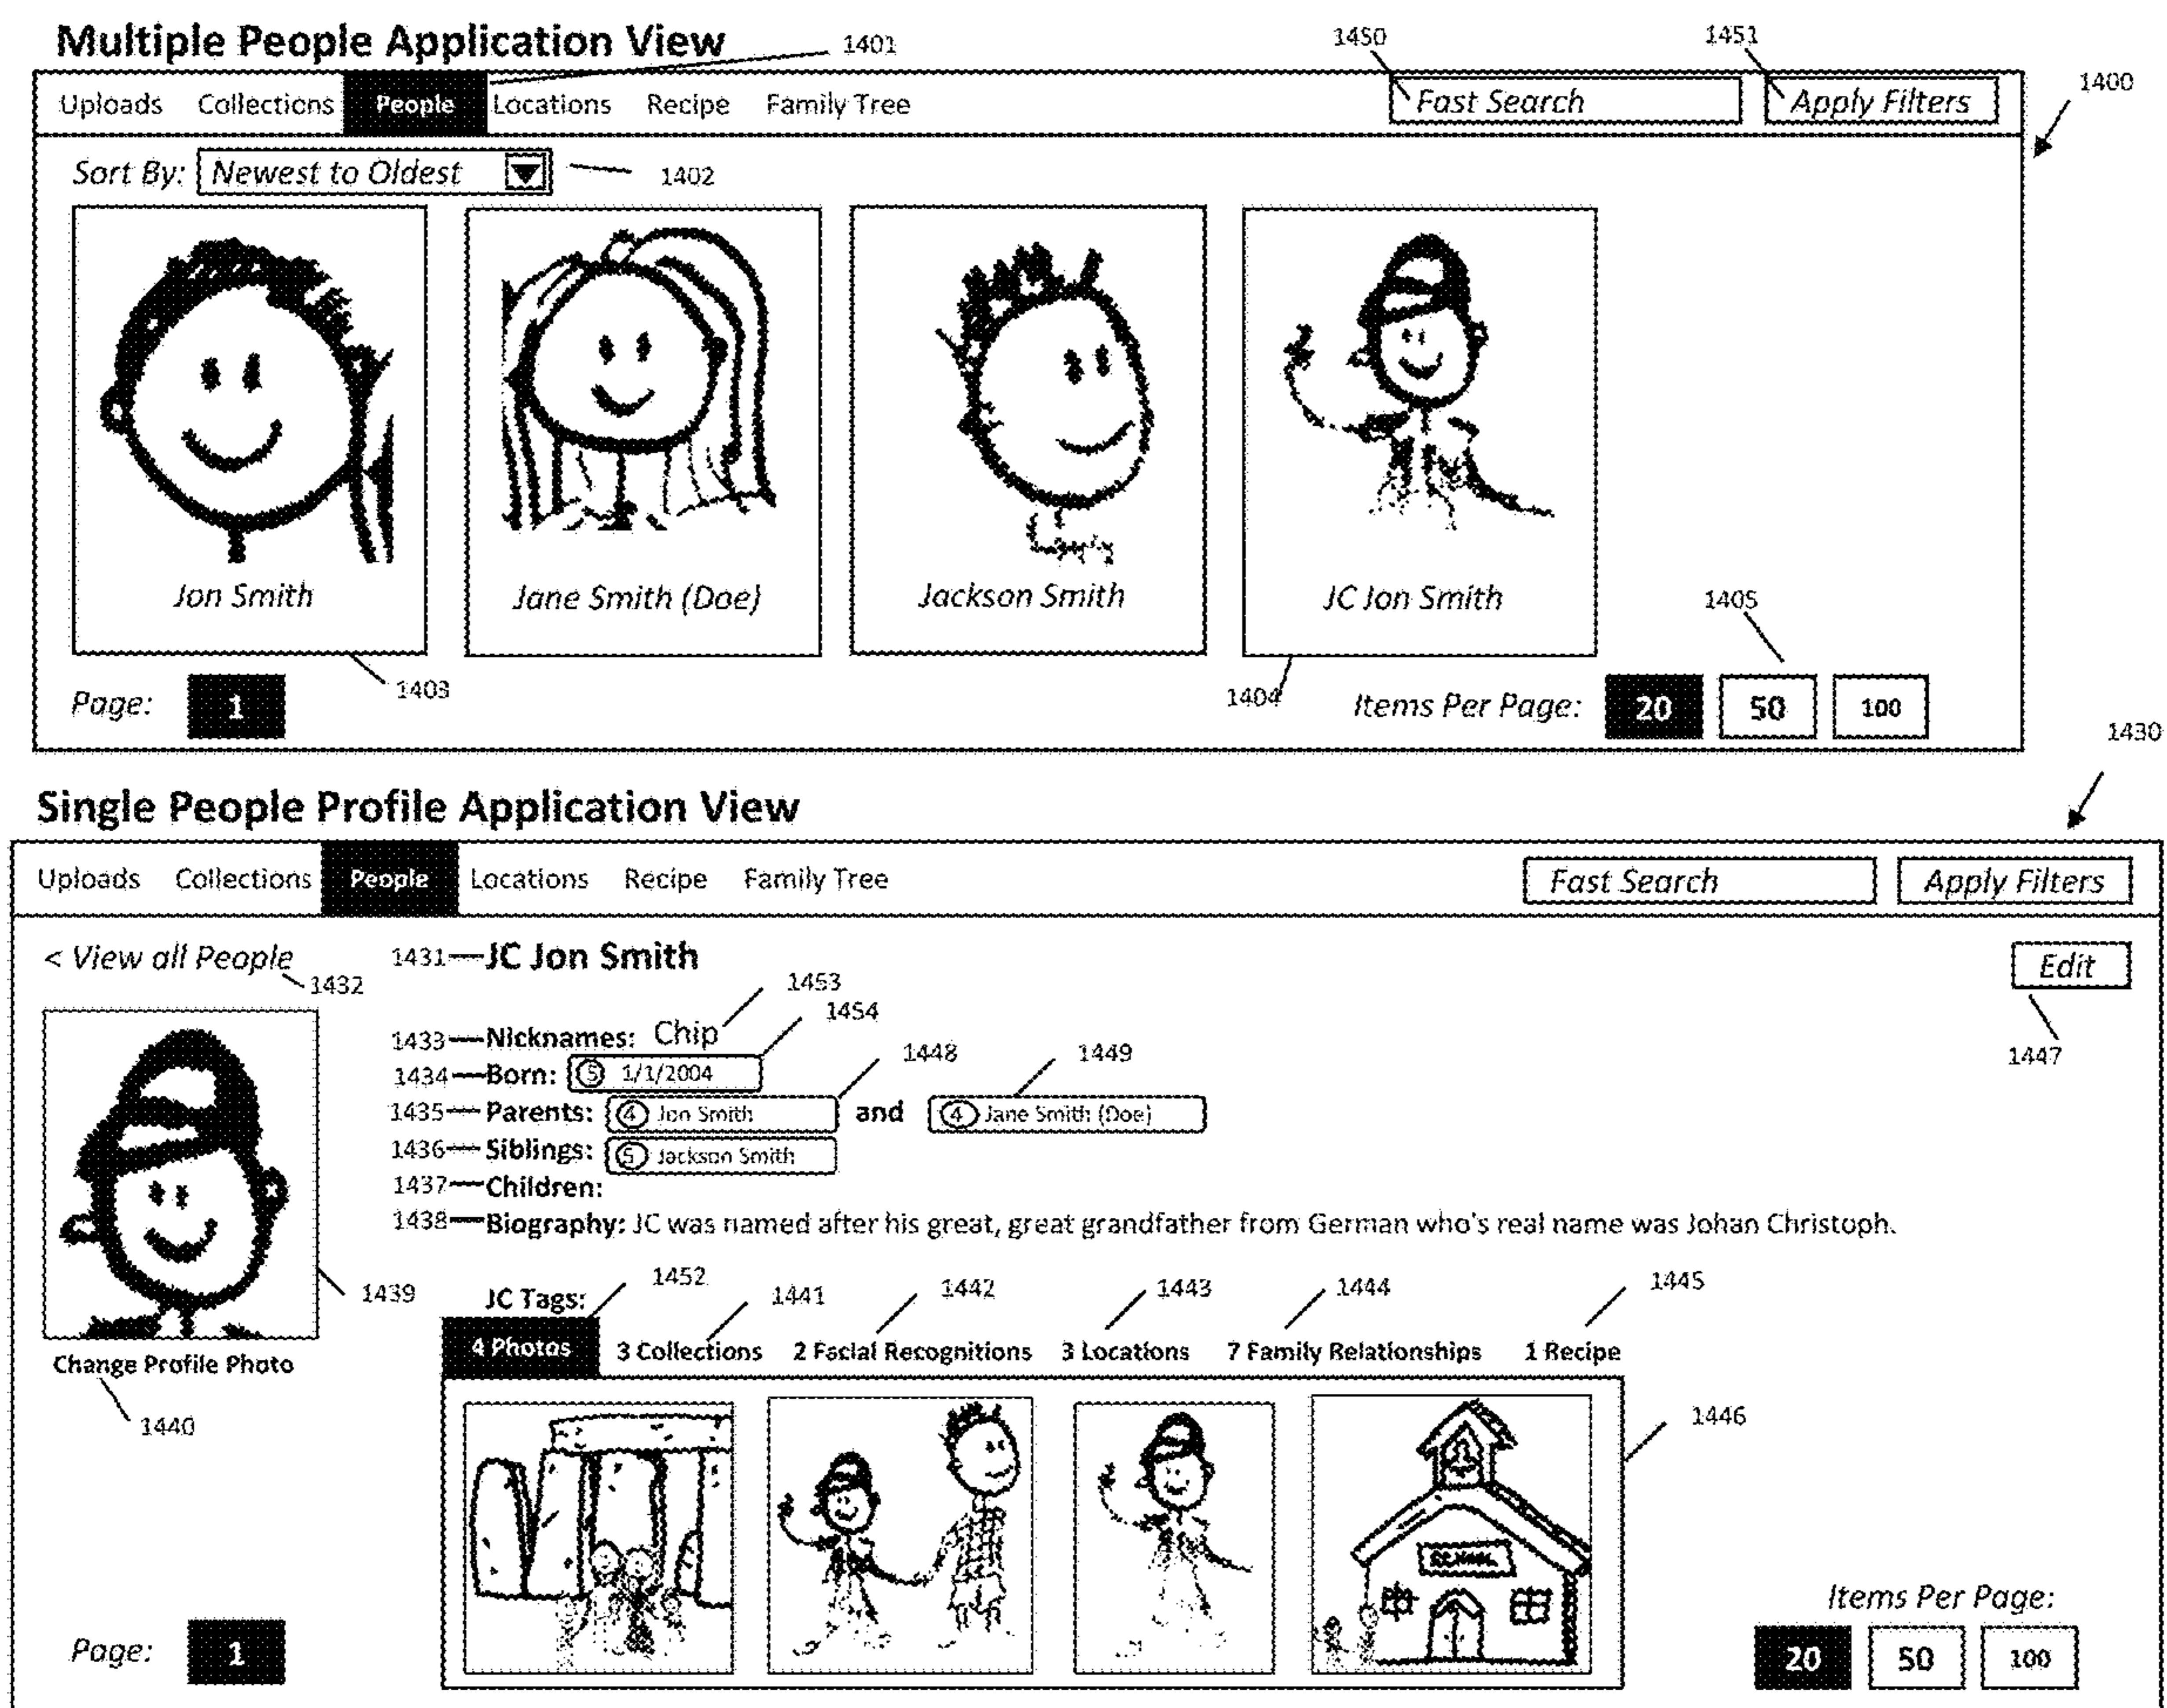 Multiple People Application View
1401
1450
1451
1400
Uploads Collections People Locations Recipe Family Tree Fast Search Apply Filters
Sort By: Newest to Oldest 1402
Jon Smith Jane Smith (Doe) Jackson Smith JC Jon Smith
1405
1403
1404
Page: 1 Items Per Page: 20 50 100
1430
Single People Profile Application View
Uploads Collections People Locations Recipe Family Tree Fast Search Apply Filters
< View all People 1431 JC Jon Smith Edit
1432
1453
1454
1433 Nicknames: Chip
1448 1449 1447
1434 Born: 5 1/1/2004
1435 Parents: 4 Jon Smith and 4 Jane Smith (Doe)
1436 Siblings: 5 Jackson Smith
1437 Children:
1438 Biography: JC was named after his great, great grandfather from German who's real name was Johan Christoph.
1439
JC Tags: 1452 1441 1442 1443 1444 1445
4 Photos 3 Collections 2 Facial Recognitions 3 Locations 7 Family Relationships 1 Recipe
Change Profile Photo
1440
1446
SCHOOL
Items Per Page:
Page: 1 20 50 100